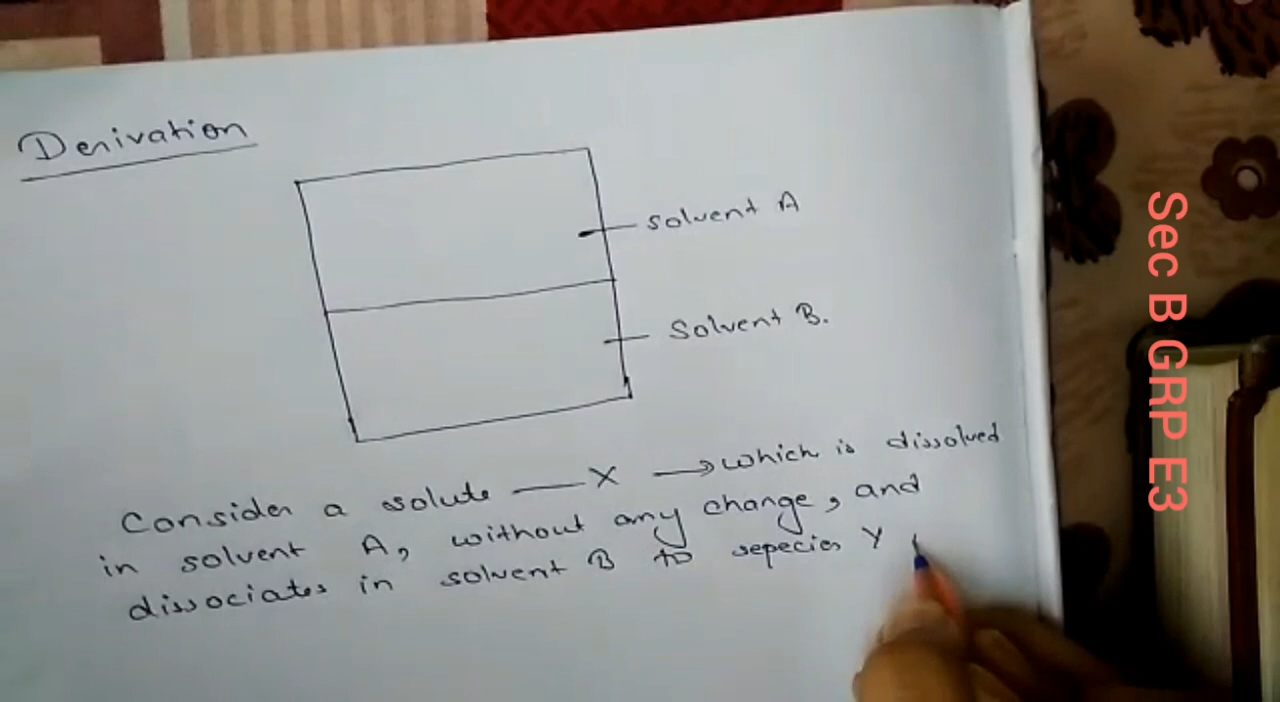 Derivation
solvent A
Solvent B.
Consider a solute — X → which is dissolved
in solvent A, without any change, and
dissociates in solvent B to sepecies Y
Sec B GRP E3